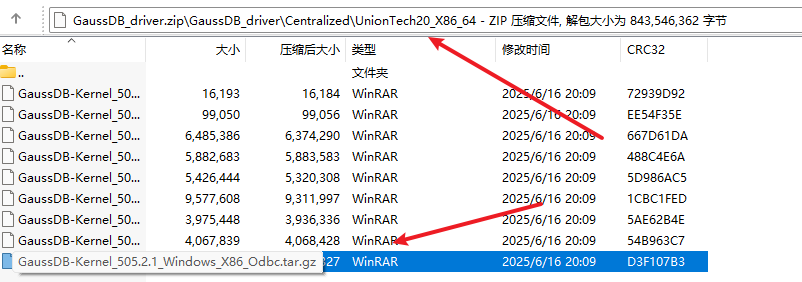 GaussDB_driver.zip\GaussDB_driver\Centralized\UnionTech20_X86_64 - ZIP 压缩文件, 解包大小为 843,546,362 字节
名称 大小 压缩后大小 类型 修改时间 CRC32
.. 文件夹
GaussDB-Kernel_50... 16,193 16,184 WinRAR 2025/6/16 20:09 72939D92
GaussDB-Kernel_50... 99,050 99,056 WinRAR 2025/6/16 20:09 EE54F35E
GaussDB-Kernel_50... 6,485,386 6,374,290 WinRAR 2025/6/16 20:09 667D61DA
GaussDB-Kernel_50... 5,882,683 5,883,583 WinRAR 2025/6/16 20:09 488C4E6A
GaussDB-Kernel_50... 5,426,444 5,320,308 WinRAR 2025/6/16 20:09 5D986AC5
GaussDB-Kernel_50... 9,577,608 9,311,997 WinRAR 2025/6/16 20:09 1CBC1FED
GaussDB-Kernel_50... 3,975,448 3,936,336 WinRAR 2025/6/16 20:09 5AE62B4E
GaussDB-Kernel_50... 4,067,839 4,068,428 WinRAR 2025/6/16 20:09 54B963C7
GaussDB-Kernel_505.2.1_Windows_X86_Odbc.tar.gz 327 WinRAR 2025/6/16 20:09 D3F107B3